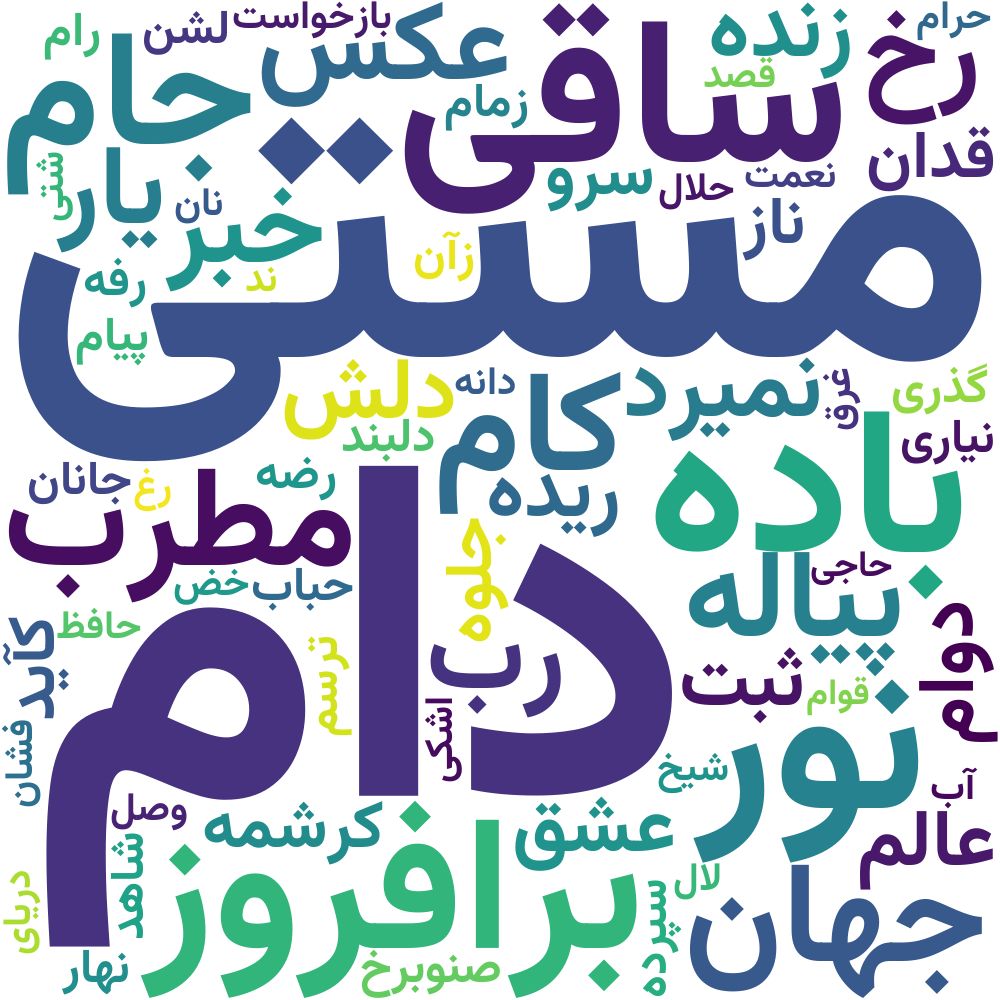 حرام
بازخواست
لشن
رام
زنده
رخ
عکس
ساقی
جام
قصد
زمام
قدان
شتی
یار
نان
سرو
حلال
نعمت
خبر
ناز
مستی
زآن
رفه
ند
پیام
نمیرد
غرق
گذری
دلش
دانه
کام
دلبند
نیاری
باده
جانان
رغ
رضه
ریده
مطرب
جلوه
حباب
خض
حاجی
پیاله
حافظ
کآید
دوام
رب
ترسم
دام
ثبت
قوام
نور
اشکی
فشان
شیخ
آب
وصل
کرشمه
عشق
عالم
شاهد
برافروز
لال
جهان
دریای
سپرده
نهار
صنوبرخ